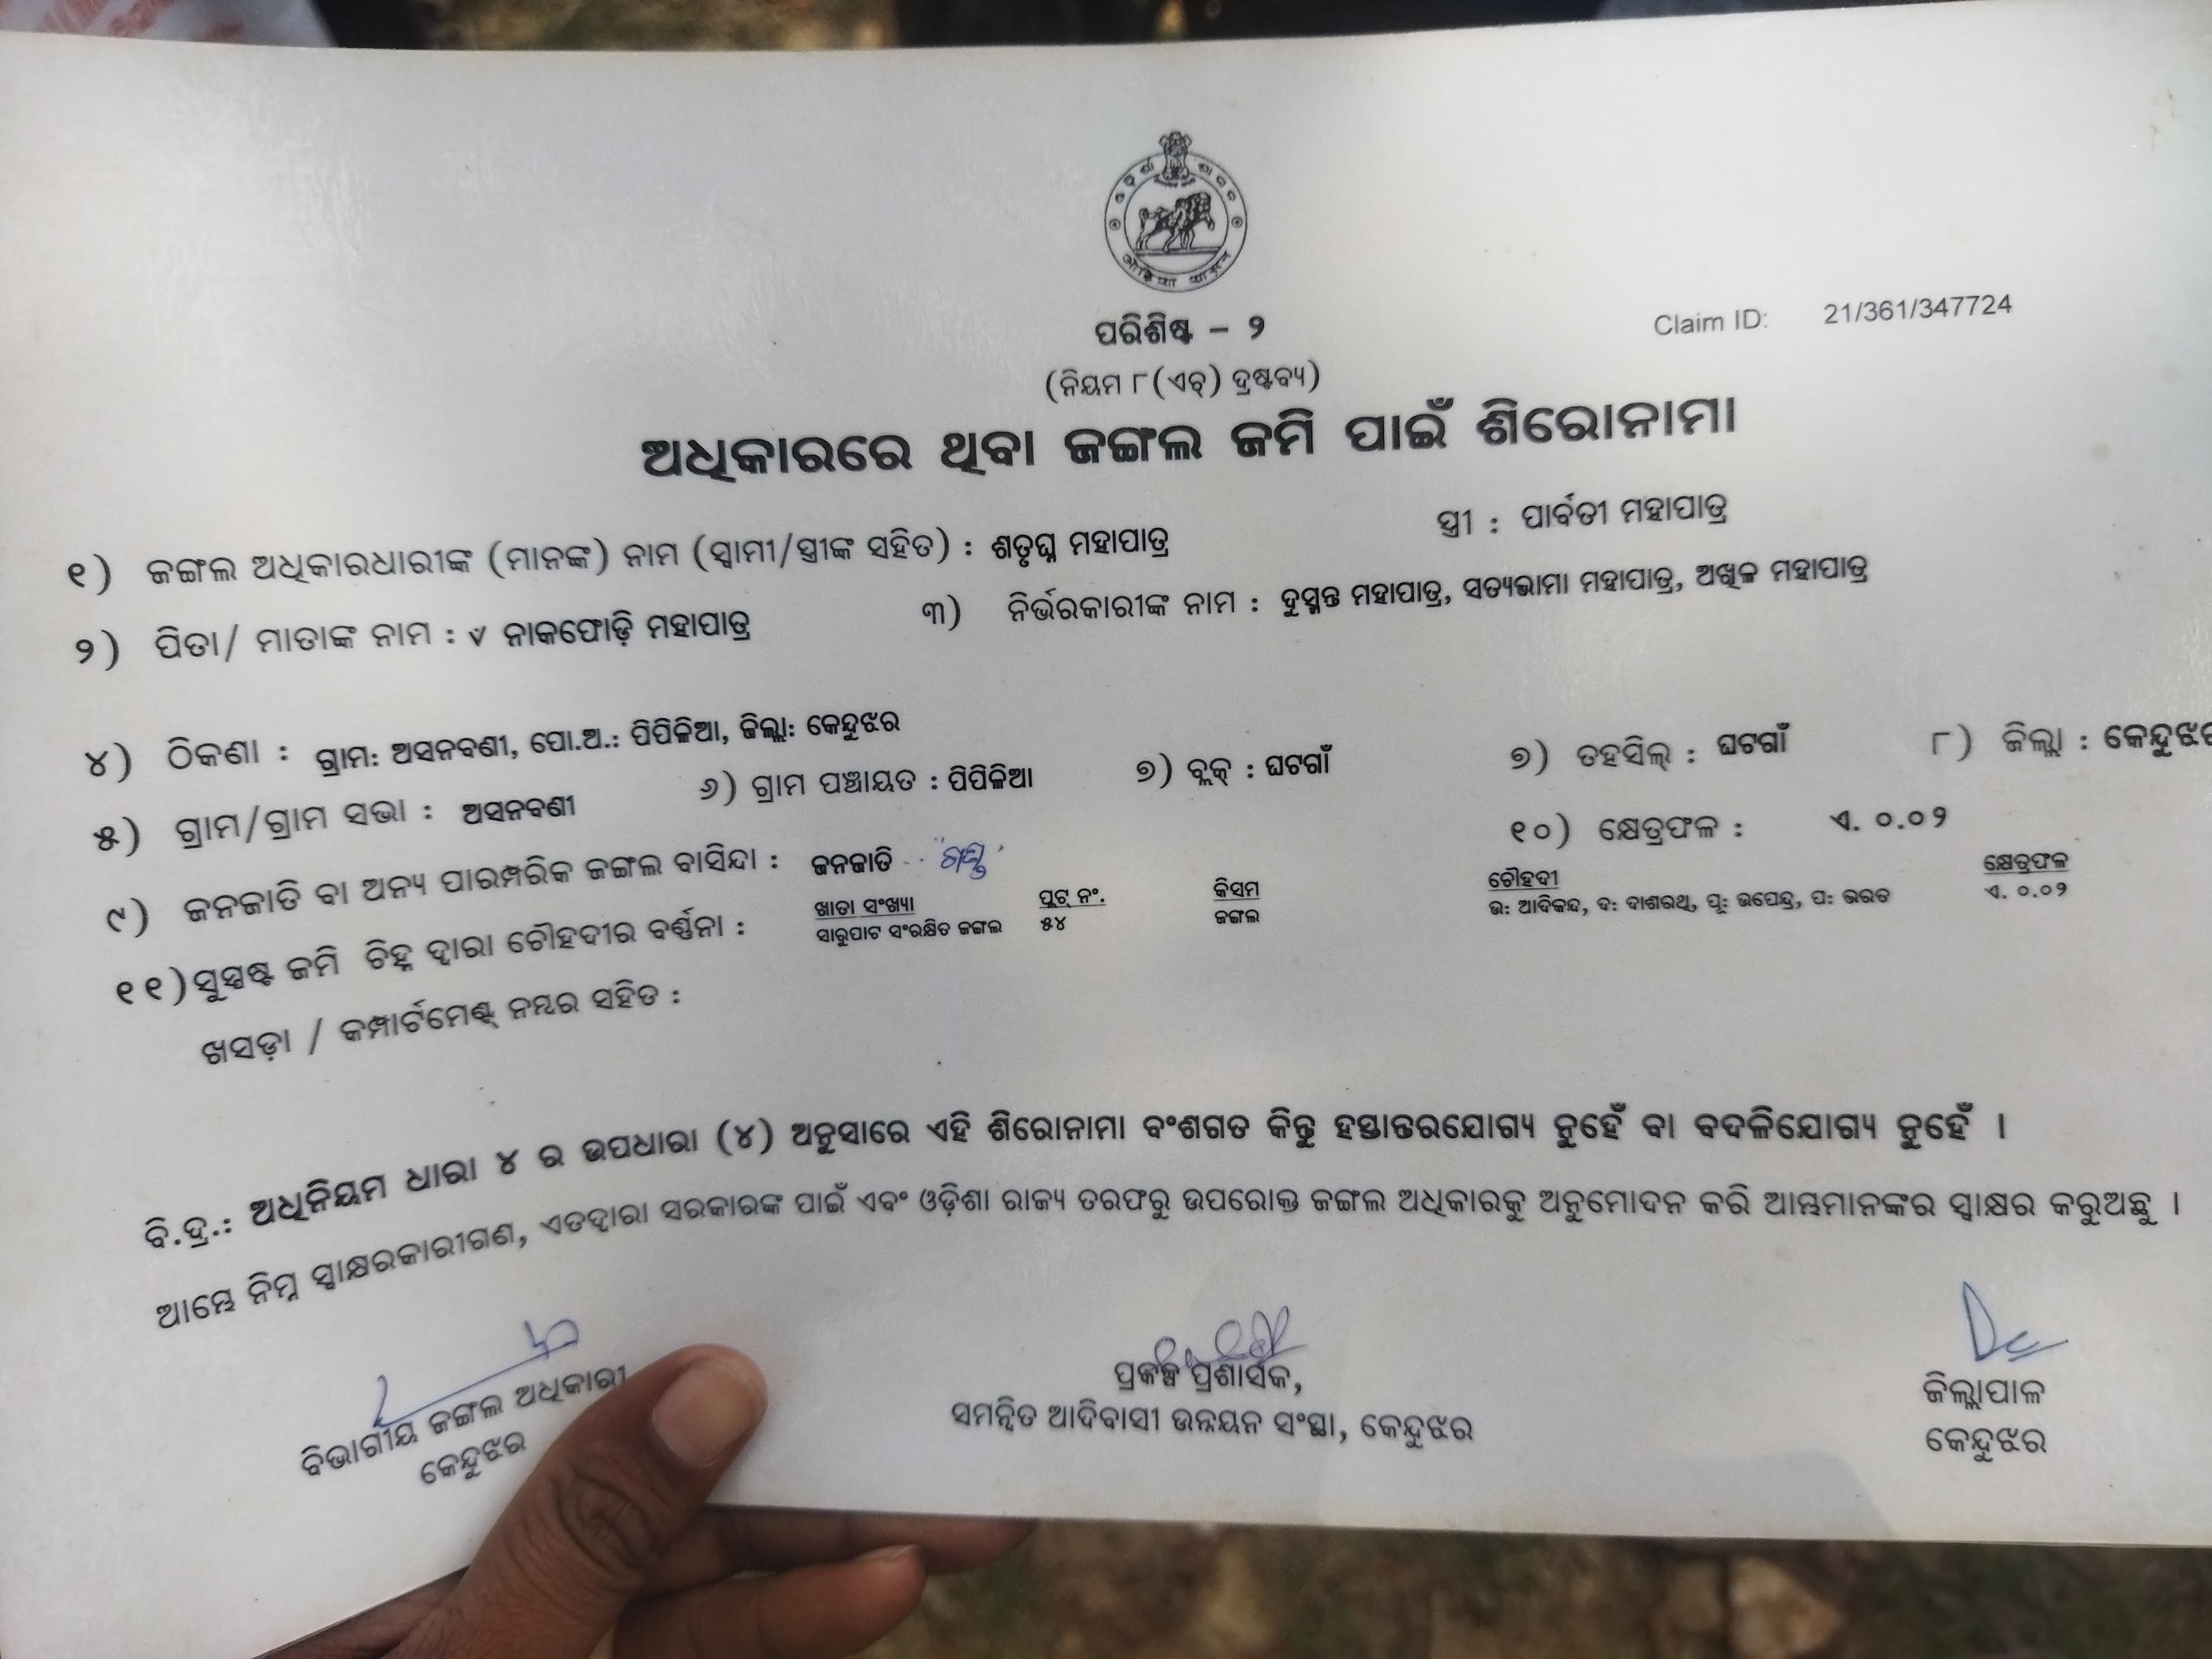 ଓଡ଼ିଶା ଶାସନ
ओड़िशा शासन
ପରିଶିଷ୍ଟ – ୨
Claim ID: 21/361/347724
(ନିୟମ ୮(ଏଚ୍) ଦ୍ରଷ୍ଟବ୍ୟ)
ଅଧିକାରରେ ଥିବା ଜଙ୍ଗଲ ଜମି ପାଇଁ ଶିରୋନାମା
୧) ଜଙ୍ଗଲ ଅଧିକାରଧାରୀଙ୍କ (ମାନଙ୍କ) ନାମ (ସ୍ୱାମୀ/ସ୍ତ୍ରୀଙ୍କ ସହିତ) : ଶତୃଘ୍ନ ମହାପାତ୍ର ସ୍ତ୍ରୀ : ପାର୍ବତୀ ମହାପାତ୍ର
୨) ପିତା/ ମାତାଙ୍କ ନାମ : ୰ ନାକଫୋଡ଼ି ମହାପାତ୍ର ୩) ନିର୍ଭରକାରୀଙ୍କ ନାମ : ଦୁସ୍ମନ୍ତ ମହାପାତ୍ର, ସତ୍ୟଭାମା ମହାପାତ୍ର, ଅଖିଳ ମହାପାତ୍ର
୪) ଠିକଣା : ଗ୍ରାମ: ଅସନବଣୀ, ପୋ.ଅ.: ପିପିଳିଆ, ଜିଲ୍ଲା: କେନ୍ଦୁଝର
୫) ଗ୍ରାମ/ଗ୍ରାମ ସଭା : ଅସନବଣୀ ୬) ଗ୍ରାମ ପଞ୍ଚାୟତ : ପିପିଳିଆ ୭) ବ୍ଲକ୍ : ଘଟଗାଁ ୭) ତହସିଲ୍ : ଘଟଗାଁ ୮) ଜିଲ୍ଲା : କେନ୍ଦୁଝର
୯) ଜନଜାତି ବା ଅନ୍ୟ ପାରମ୍ପରିକ ଜଙ୍ଗଲ ବାସିନ୍ଦା : ଜନଜାତି ୧୦) କ୍ଷେତ୍ରଫଳ : ଏ. ୦.୦୨
୧୧) ସୁସ୍ପଷ୍ଟ ଜମି ଚିହ୍ନ ଦ୍ୱାରା ଚୌହଦୀର ବର୍ଣ୍ଣନା : ଖାତା ସଂଖ୍ୟା ପ୍ଲଟ୍ ନଂ. କିସମ ଚୌହଦୀ କ୍ଷେତ୍ରଫଳ
ସାରୁପାଟ ସଂରକ୍ଷିତ ଜଙ୍ଗଲ ୫୪ ଜଙ୍ଗଲ ଉ: ଆଦିକନ୍ଦ, ଦ: ଦାଶରଥି, ପୂ: ଉପେନ୍ଦ୍ର, ପ: ଭରତ ଏ. ୦.୦୨
ଖସଡ଼ା / କମ୍ପାର୍ଟମେଣ୍ଟ୍ ନମ୍ବର ସହିତ :
ବି.ଦ୍ର.: ଅଧିନିୟମ ଧାରା ୪ ର ଉପଧାରା (୪) ଅନୁସାରେ ଏହି ଶିରୋନାମା ବଂଶଗତ କିନ୍ତୁ ହସ୍ତାନ୍ତରଯୋଗ୍ୟ ନୁହେଁ ବା ବଦଳିଯୋଗ୍ୟ ନୁହେଁ ।
ଆମ୍ଭେ ନିମ୍ନ ସ୍ୱାକ୍ଷରକାରୀଗଣ, ଏତଦ୍ୱାରା ସରକାରଙ୍କ ପାଇଁ ଏବଂ ଓଡ଼ିଶା ରାଜ୍ୟ ତରଫରୁ ଉପରୋକ୍ତ ଜଙ୍ଗଲ ଅଧିକାରକୁ ଅନୁମୋଦନ କରି ଆମ୍ଭମାନଙ୍କର ସ୍ୱାକ୍ଷର କରୁଅଛୁ ।
ବିଭାଗୀୟ ଜଙ୍ଗଲ ଅଧିକାରୀ
କେନ୍ଦୁଝର
ପ୍ରକଳ୍ପ ପ୍ରଶାସକ,
ସମନ୍ୱିତ ଆଦିବାସୀ ଉନ୍ନୟନ ସଂସ୍ଥା, କେନ୍ଦୁଝର
ଜିଲ୍ଲାପାଳ
କେନ୍ଦୁଝର